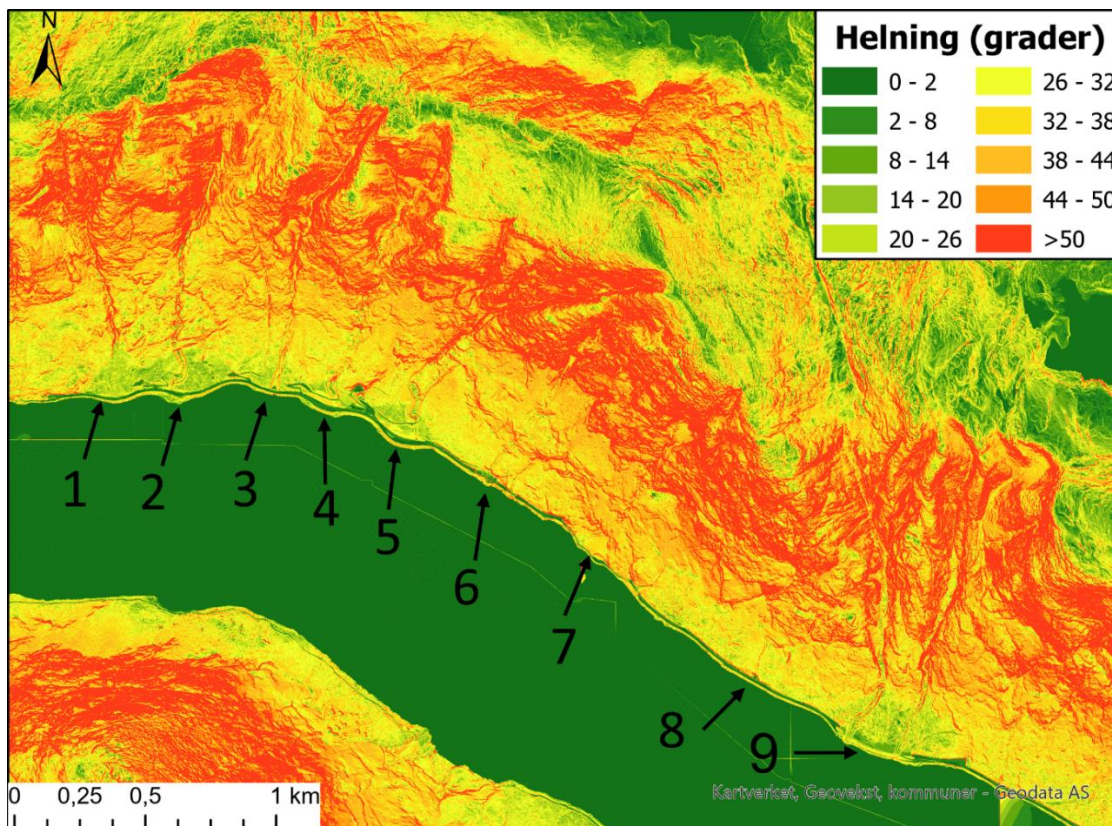 N
Helning (grader)
0 - 2
2 - 8
8 - 14
14 - 20
20 - 26
26 - 32
32 - 38
38 - 44
44 - 50
>50
1
2
3
4
5
6
7
8
9
0 0,25 0,5 1 km
Kartverket, Geovekst, kommuner - Geodata AS